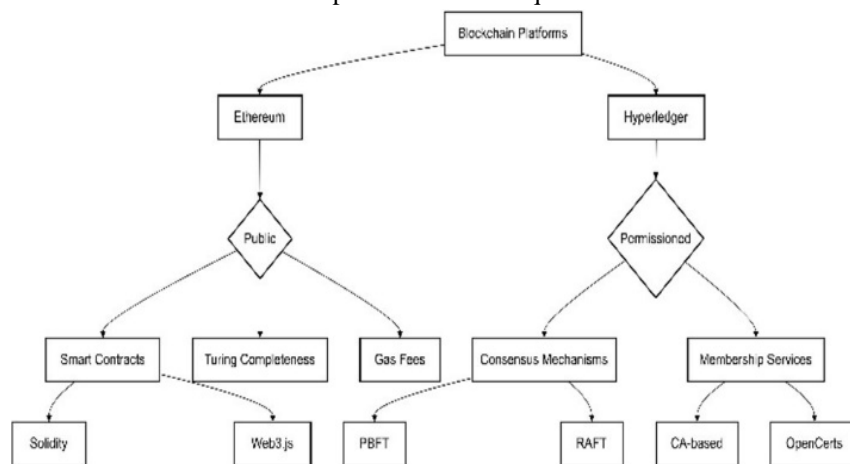 Blockchain Platforms
Ethereum
Hyperledger
Public
Permissioned
Smart Contracts
Turing Completeness
Gas Fees
Consensus Mechanisms
Membership Services
Solidity
Web3.js
PBFT
RAFT
CA-based
OpenCerts